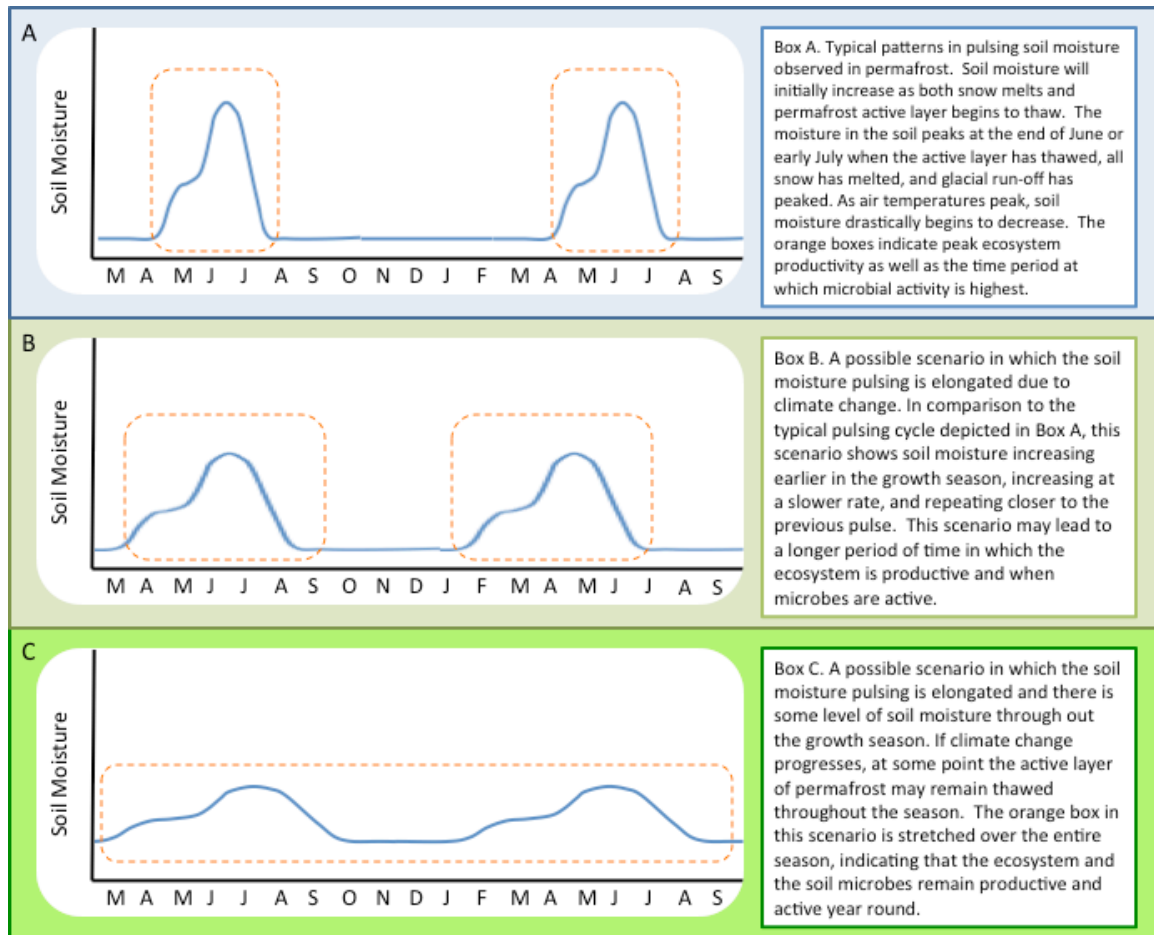 A
Soil Moisture
M A M J J A S O N D J F M A M J J A S
Box A. Typical patterns in pulsing soil moisture
observed in permafrost. Soil moisture will
initially increase as both snow melts and
permafrost active layer begins to thaw. The
moisture in the soil peaks at the end of June or
early July when the active layer has thawed, all
snow has melted, and glacial run-off has
peaked. As air temperatures peak, soil
moisture drastically begins to decrease. The
orange boxes indicate peak ecosystem
productivity as well as the time period at
which microbial activity is highest.
B
Soil Moisture
M A M J J A S O N D J F M A M J J A S
Box B. A possible scenario in which the soil
moisture pulsing is elongated due to
climate change. In comparison to the
typical pulsing cycle depicted in Box A, this
scenario shows soil moisture increasing
earlier in the growth season, increasing at
a slower rate, and repeating closer to the
previous pulse. This scenario may lead to
a longer period of time in which the
ecosystem is productive and when
microbes are active.
C
Soil Moisture
M A M J J A S O N D J F M A M J J A S
Box C. A possible scenario in which the soil
moisture pulsing is elongated and there is
some level of soil moisture through out
the growth season. If climate change
progresses, at some point the active layer
of permafrost may remain thawed
throughout the season. The orange box in
this scenario is stretched over the entire
season, indicating that the ecosystem and
the soil microbes remain productive and
active year round.